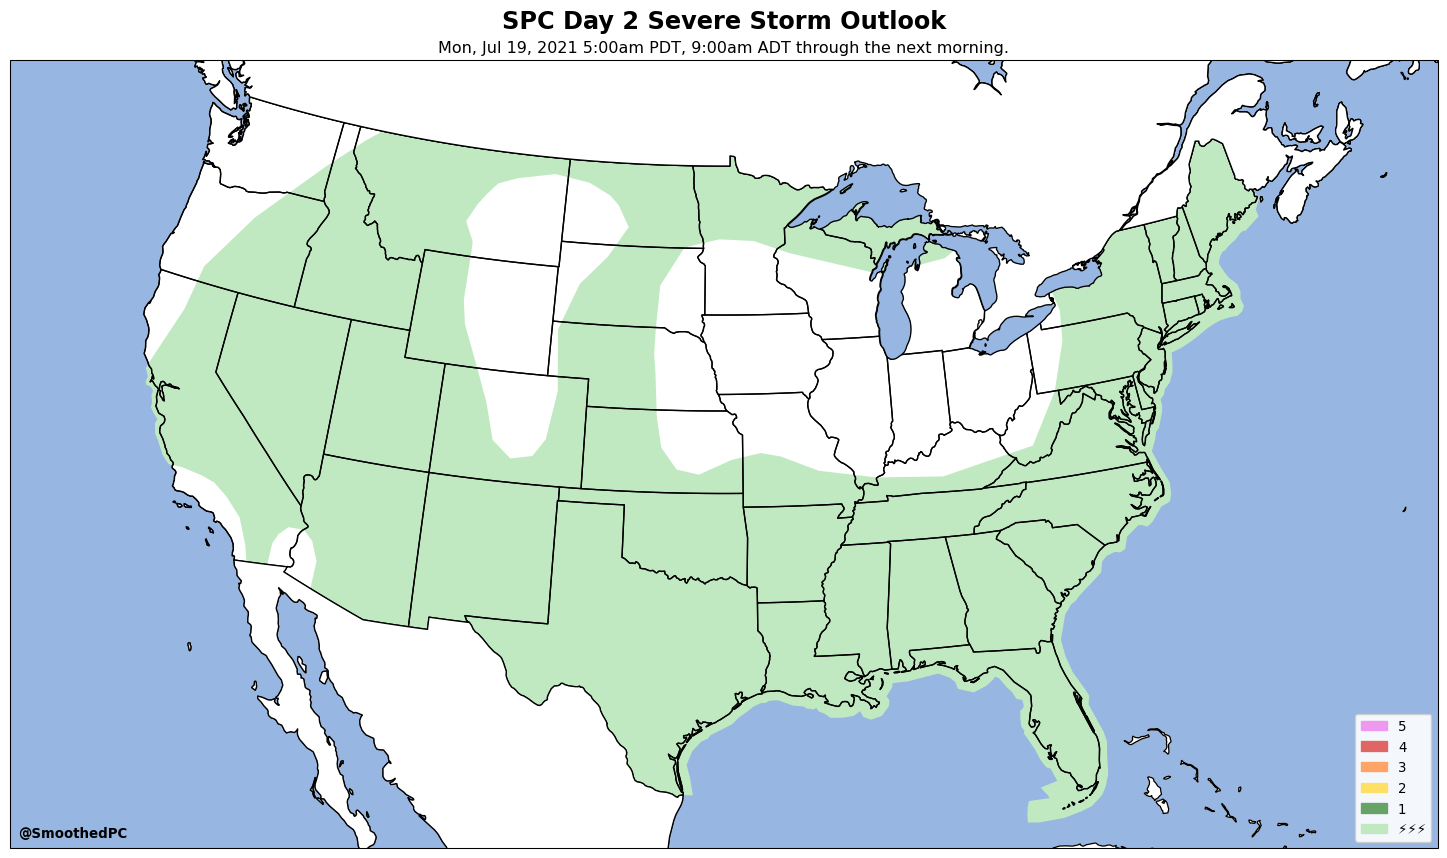 SPC Day 2 Severe Storm Outlook
Mon, Jul 19, 2021 5:00am PDT, 9:00am ADT through the next morning.
5
4
3
2
1
⚡⚡⚡
@SmoothedPC